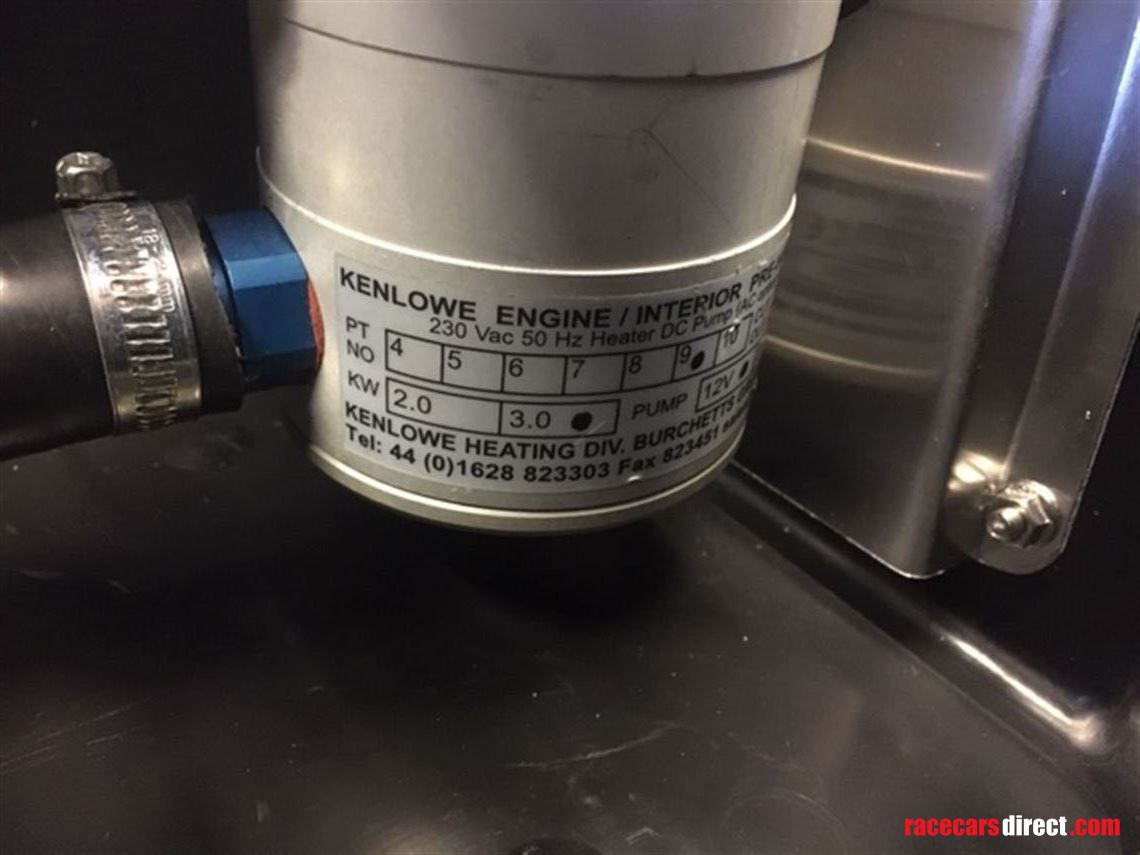 KENLOWE ENGINE / INTERIOR
230 Vac 50 Hz Heater DC Pump (AC
PT NO 4 5 6 7 8 9 10
KW 2.0 3.0 PUMP 12V
KENLOWE HEATING DIV. BURCHETTS
Tel: 44 (0)1628 823303 Fax 823451
racecarsdirect.com